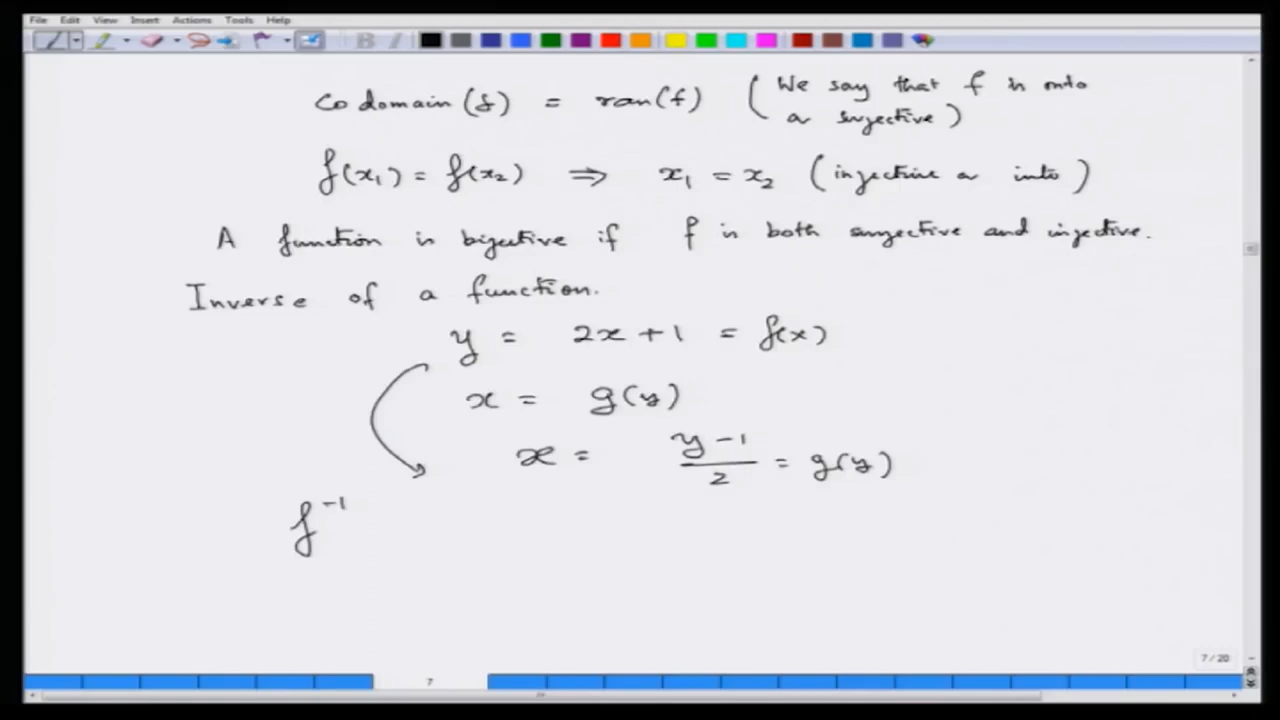 File Edit View Insert Actions Tools Help
Codomain (f) = ran(f) (We say that f is onto
or surjective)
f(x₁) = f(x₂) ⇒ x₁ = x₂ (injective or into)
A function is bijective if f is both surjective and injective.
Inverse of a function.
y = 2x + 1 = f(x)
x = g(y)
x = (y - 1)/2 = g(y)
f⁻¹
7 / 20
7